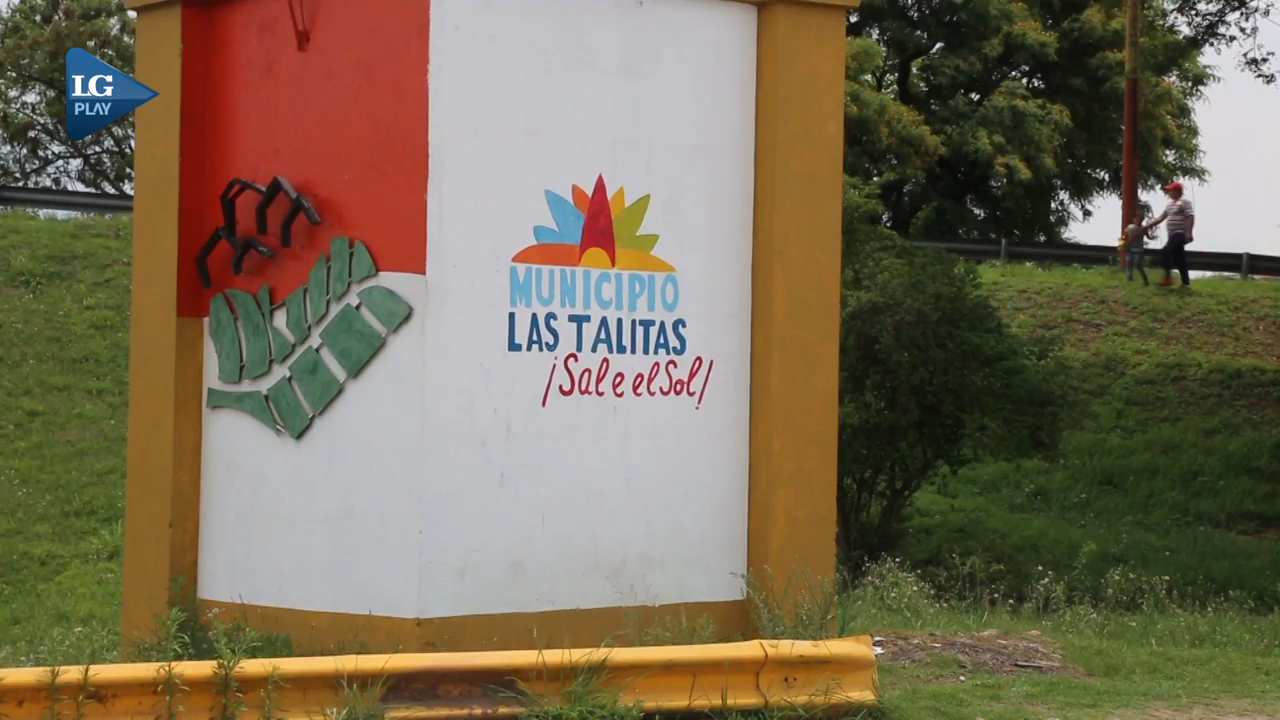 LG
PLAY
MUNICIPIO
LAS TALITAS
¡Sale el Sol!